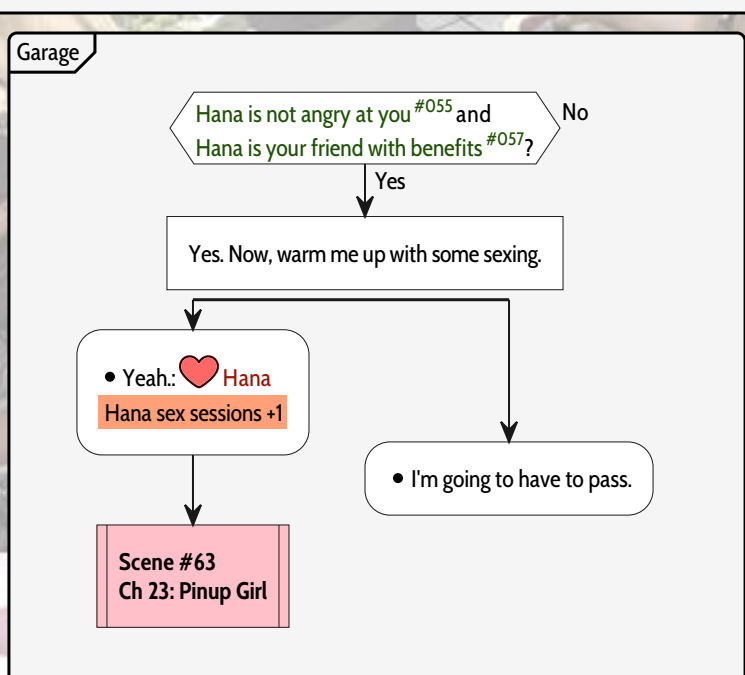 Garage
Hana is not angry at you #055 and
Hana is your friend with benefits #057?
No
Yes
Yes. Now, warm me up with some sexing.
• Yeah.: Hana
Hana sex sessions +1
• I'm going to have to pass.
Scene #63
Ch 23: Pinup Girl